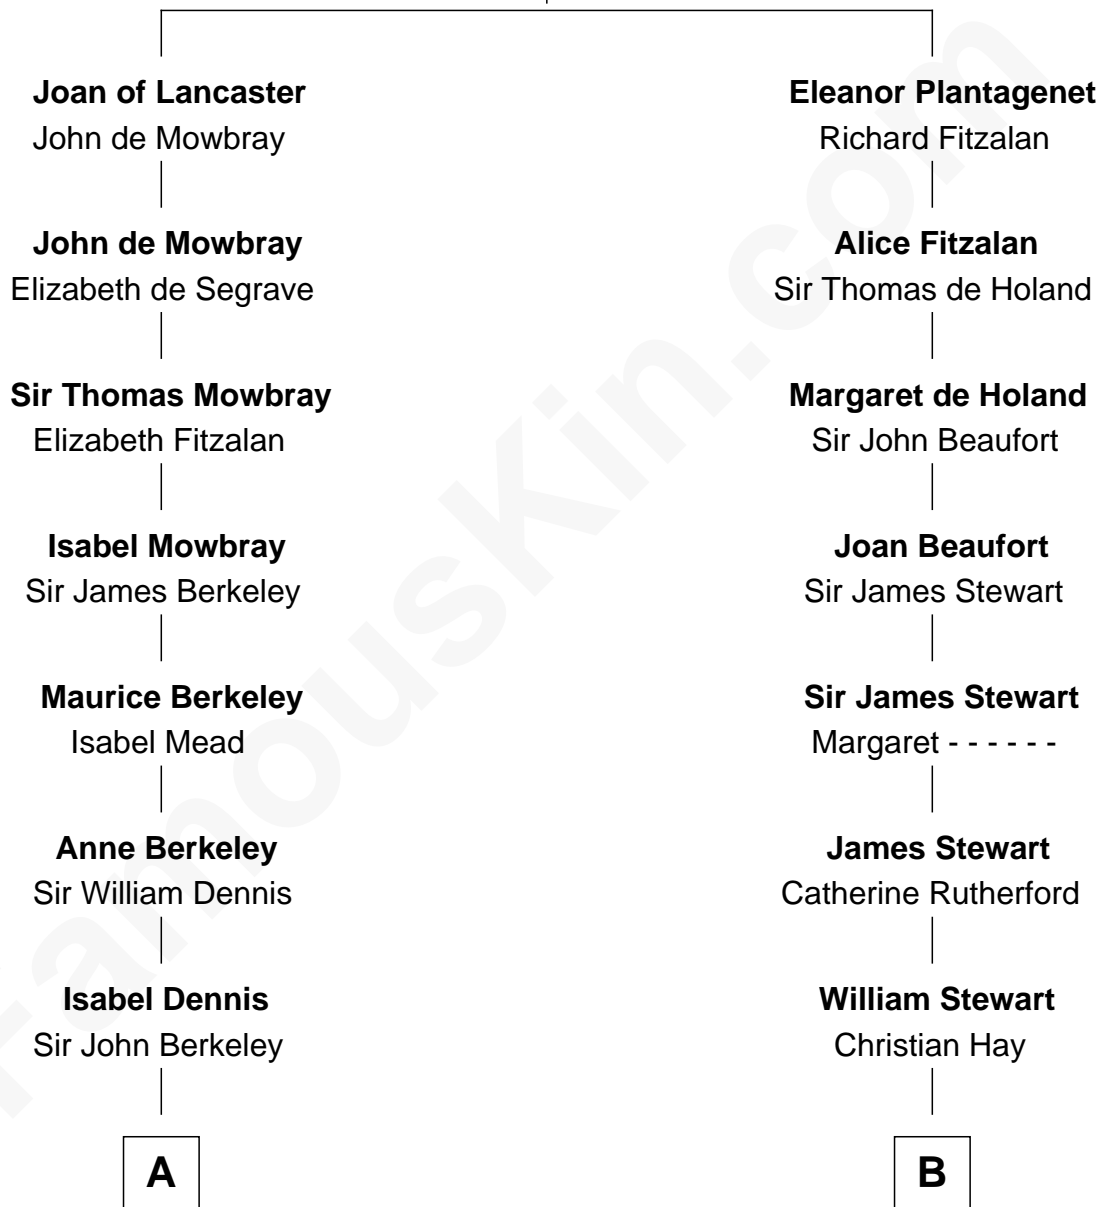 Joan of Lancaster
John de Mowbray
John de Mowbray
Elizabeth de Segrave
Sir Thomas Mowbray
Elizabeth Fitzalan
Isabel Mowbray
Sir James Berkeley
Maurice Berkeley
Isabel Mead
Anne Berkeley
Sir William Dennis
Isabel Dennis
Sir John Berkeley
A
Eleanor Plantagenet
Richard Fitzalan
Alice Fitzalan
Sir Thomas de Holand
Margaret de Holand
Sir John Beaufort
Joan Beaufort
Sir James Stewart
Sir James Stewart
Margaret - - - - - -
James Stewart
Catherine Rutherford
William Stewart
Christian Hay
B
FamousKin.com